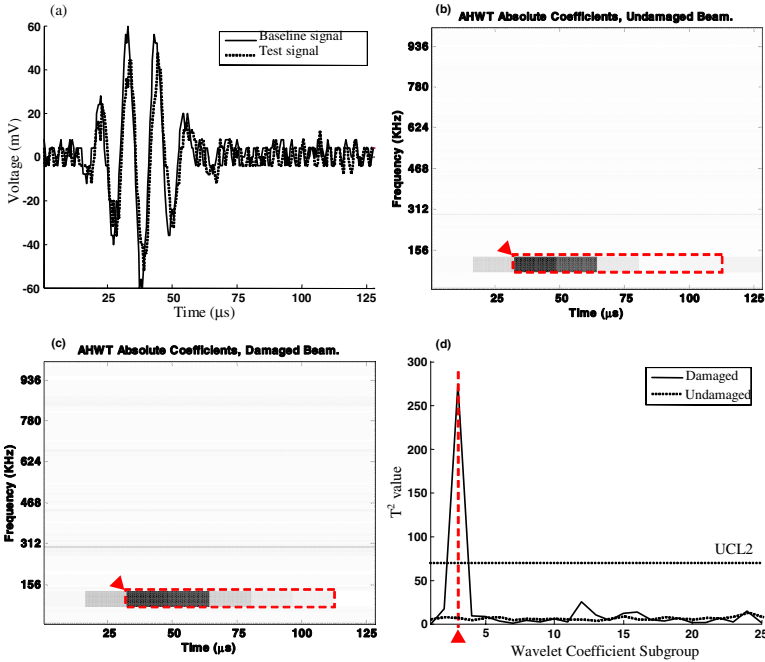 (a)
Baseline signal
Test signal
Voltage (mV)
60
40
20
0
-20
-40
-60
0
25
50
75
100
125
Time (μs)
(b)
AHWT Absolute Coefficients, Undamaged Beam.
Frequency (KHz)
936
780
624
468
312
156
25
50
75
100
125
Time (μs)
(c)
AHWT Absolute Coefficients, Damaged Beam.
Frequency (KHz)
936
780
624
468
312
156
25
50
75
100
125
Time (μs)
(d)
Damaged
Undamaged
T² value
300
250
200
150
100
50
0
UCL2
5
10
15
20
25
Wavelet Coefficient Subgroup